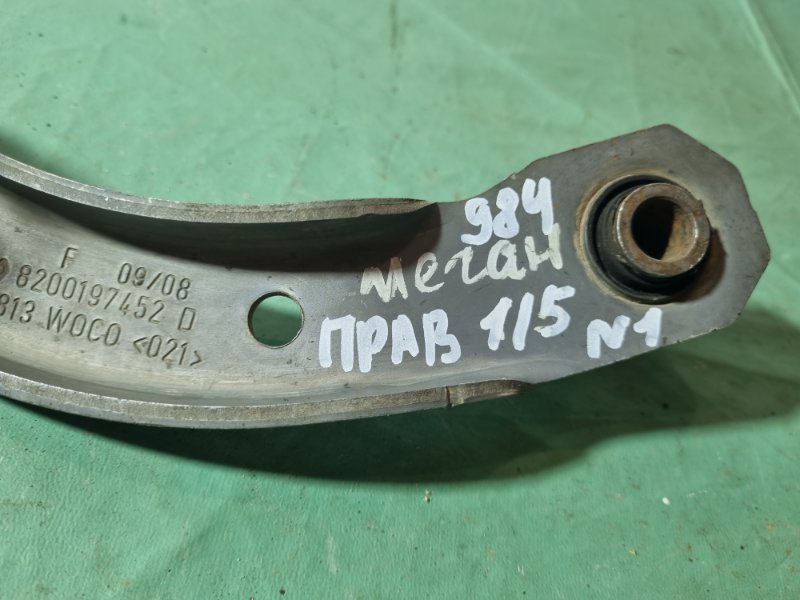 F 09/08
8200197452 D
813 WOCO <021>
984
меган
ПРАВ 1/5 N1